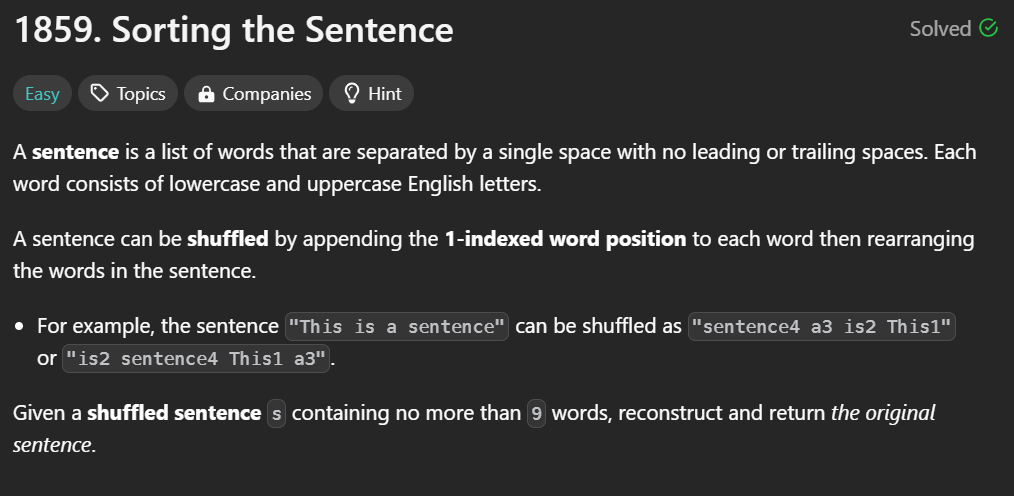 1859. Sorting the Sentence
Solved
Easy Topics Companies Hint
A sentence is a list of words that are separated by a single space with no leading or trailing spaces. Each
word consists of lowercase and uppercase English letters.
A sentence can be shuffled by appending the 1-indexed word position to each word then rearranging
the words in the sentence.
• For example, the sentence "This is a sentence" can be shuffled as "sentence4 a3 is2 This1"
or "is2 sentence4 This1 a3".
Given a shuffled sentence s containing no more than 9 words, reconstruct and return the original
sentence.